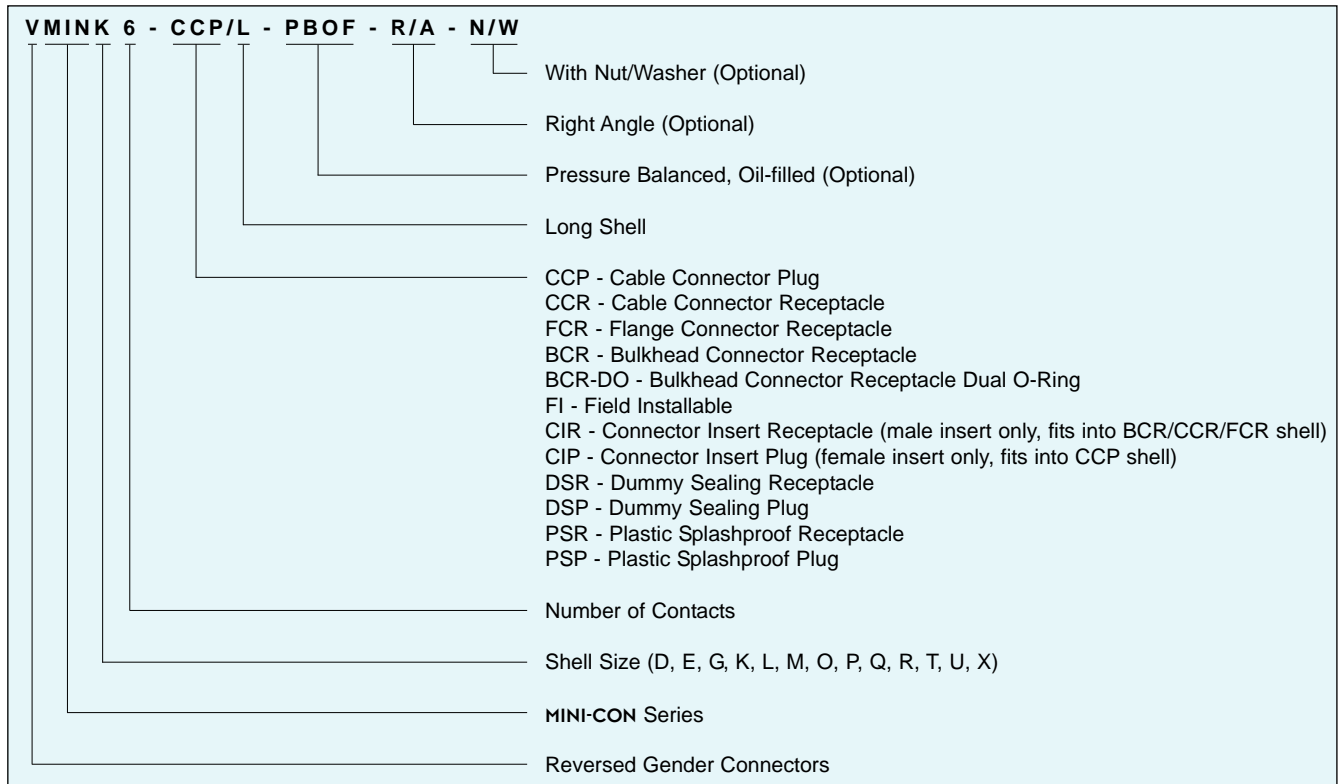 VMINK6 - CCP/L - PBOF - R/A - N/W
With Nut/Washer (Optional)
Right Angle (Optional)
Pressure Balanced, Oil-filled (Optional)
Long Shell
CCP - Cable Connector Plug
CCR - Cable Connector Receptacle
FCR - Flange Connector Receptacle
BCR - Bulkhead Connector Receptacle
BCR-DO - Bulkhead Connector Receptacle Dual O-Ring
FI - Field Installable
CIR - Connector Insert Receptacle (male insert only, fits into BCR/CCR/FCR shell)
CIP - Connector Insert Plug (female insert only, fits into CCP shell)
DSR - Dummy Sealing Receptacle
DSP - Dummy Sealing Plug
PSR - Plastic Splashproof Receptacle
PSP - Plastic Splashproof Plug
Number of Contacts
Shell Size (D, E, G, K, L, M, O, P, Q, R, T, U, X)
MINI-CON Series
Reversed Gender Connectors